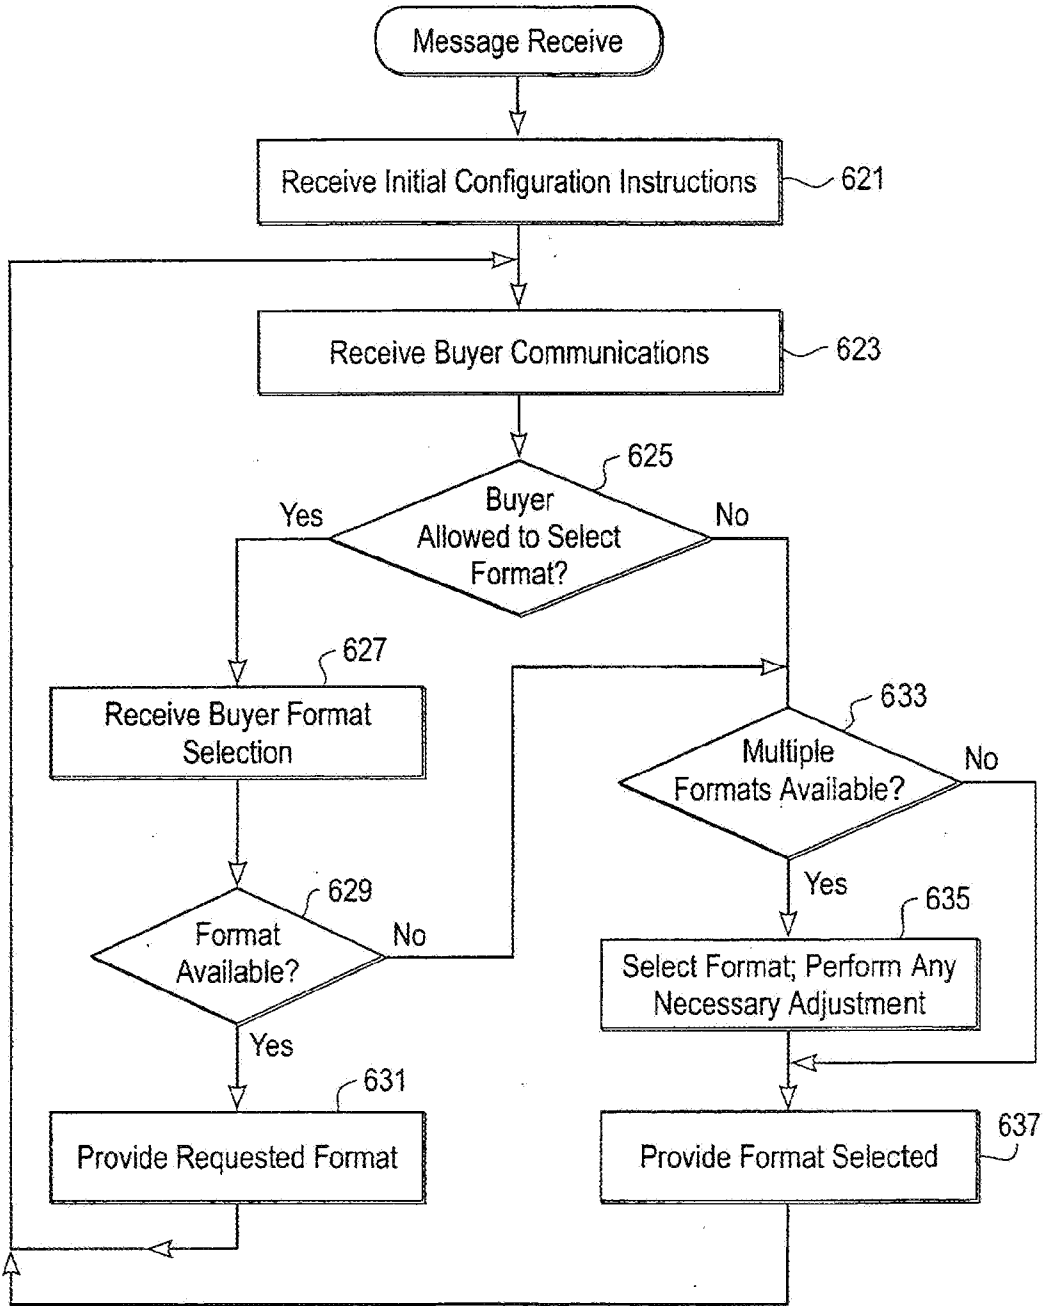 Message Receive
Receive Initial Configuration Instructions
621
Receive Buyer Communications
623
625
Buyer
Allowed to Select
Format?
Yes
No
627
Receive Buyer Format
Selection
633
Multiple
Formats Available?
No
Yes
629
Format
Available?
No
Yes
635
Select Format; Perform Any
Necessary Adjustment
631
Provide Requested Format
637
Provide Format Selected